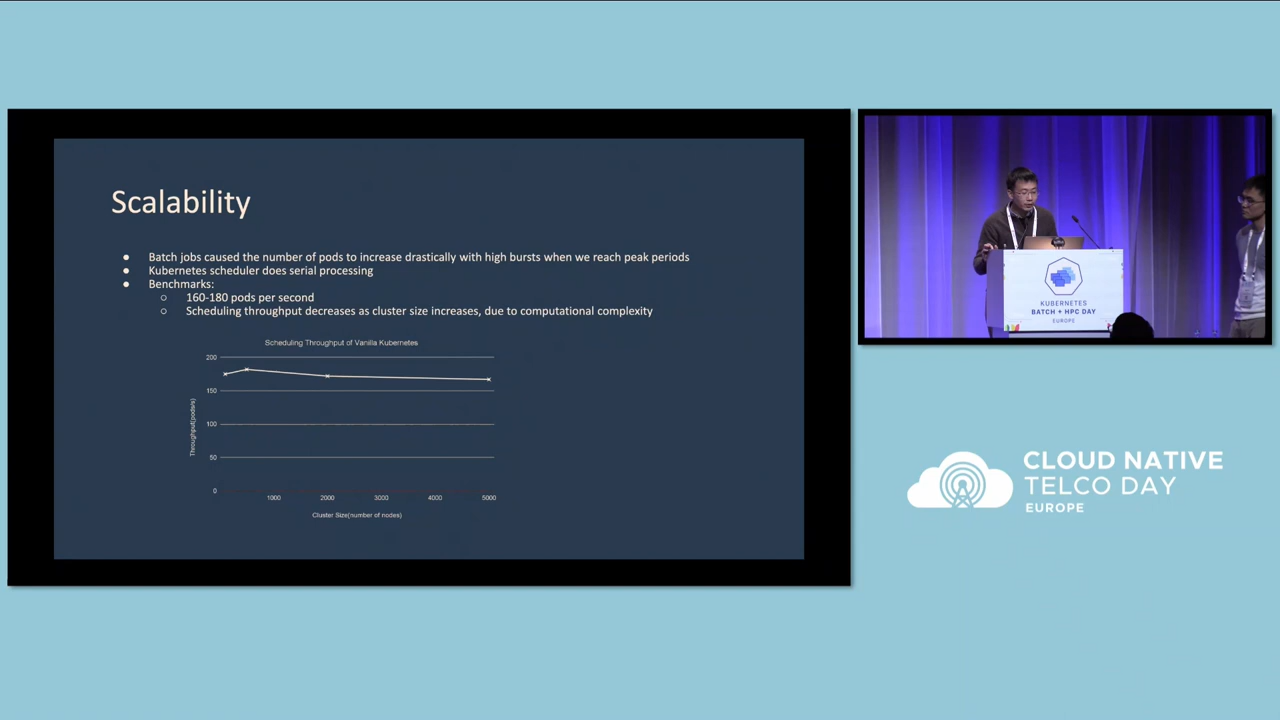 Scalability
● Batch jobs caused the number of pods to increase drastically with high bursts when we reach peak periods
● Kubernetes scheduler does serial processing
● Benchmarks:
○ 160-180 pods per second
○ Scheduling throughput decreases as cluster size increases, due to computational complexity
Scheduling Throughput of Vanilla Kubernetes
200
150
100
50
0
Throughput(pods/s)
1000 2000 3000 4000 5000
Cluster Size(number of nodes)
KUBERNETES
BATCH + HPC DAY
EUROPE
CLOUD NATIVE
TELCO DAY
EUROPE